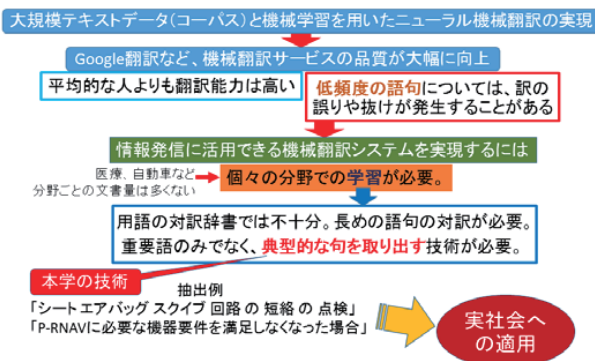 大規模テキストデータ（コーパス）と機械学習を用いたニューラル機械翻訳の実現
Google翻訳など、機械翻訳サービスの品質が大幅に向上
平均的な人よりも翻訳能力は高い
低頻度の語句については、訳の
誤りや抜けが発生することがある
情報発信に活用できる機械翻訳システムを実現するには
医療、自動車など
分野ごとの文書量は多くない
個々の分野での学習が必要。
用語の対訳辞書では不十分。長めの語句の対訳が必要。
重要語のみでなく、典型的な句を取り出す技術が必要。
本学の技術
抽出例
「シート エアバッグ スクイブ 回路 の 短絡 の 点検」
「P-RNAVに必要な機器要件を満足しなくなった場合」
実社会へ
の適用